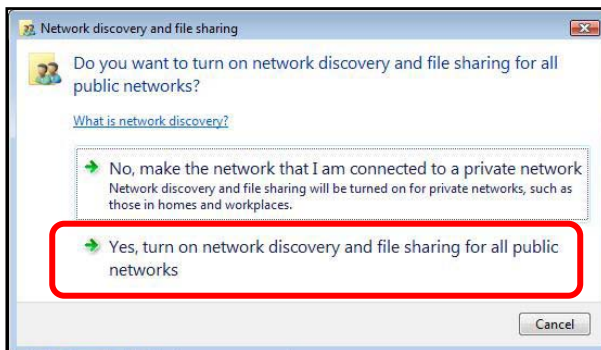 Network discovery and file sharing
Do you want to turn on network discovery and file sharing for all
public networks?
What is network discovery?
No, make the network that I am connected to a private network
Network discovery and file sharing will be turned on for private networks, such as
those in homes and workplaces.
Yes, turn on network discovery and file sharing for all public
networks
Cancel